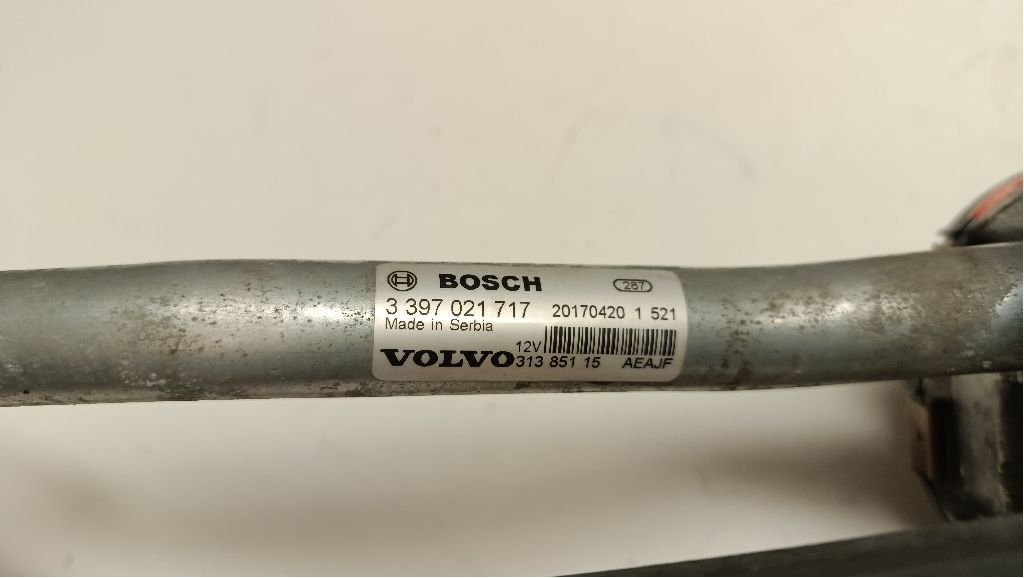 BOSCH 287
3 397 021 717 20170420 1 521
Made in Serbia
12V
VOLVO 313 851 15 AEAJF